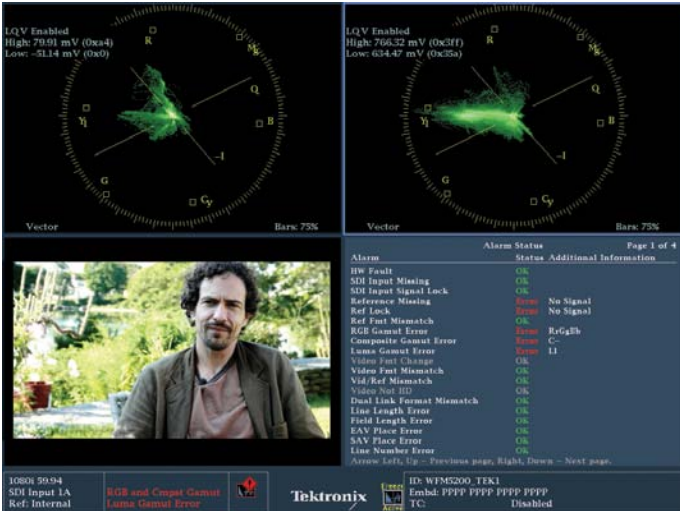 LQV Enabled
High: 79.91 mV (0xa4)
Low: -51.14 mV (0x0)
R
Mg
Q
YI
B
-I
G
Cy
Vector
Bars: 75%
LQV Enabled
High: 766.32 mV (0x3ff)
Low: 634.47 mV (0x35a)
R
Mg
Q
YI
B
-I
G
Cy
Vector
Bars: 75%
Alarm Status Page 1 of 4
Alarm Status Additional Information
HW Fault OK
SDI Input Missing OK
SDI Input Signal Lock OK
Reference Missing Error No Signal
Ref Lock Error No Signal
Ref Fmt Mismatch OK
RGB Gamut Error Error RrGgBb
Composite Gamut Error Error C-
Luma Gamut Error Error
Video Fmt Change OK
Video Fmt Mismatch OK
Vid/Ref Mismatch OK
Video Not HD OK
Dual Link Format Mismatch OK
Line Length Error OK
Field Length Error OK
EAV Place Error OK
SAV Place Error OK
Line Number Error OK
Arrow Left, Up - Previous page, Right, Down - Next page.
1080i 59.94
SDI Input 1A
Ref: Internal
RGB and Cmpst Gamut
Luma Gamut Error
Tektronix
ID: WFM5200_TEK1
Embd: PPPP PPPP PPPP PPPP
TC: Disabled